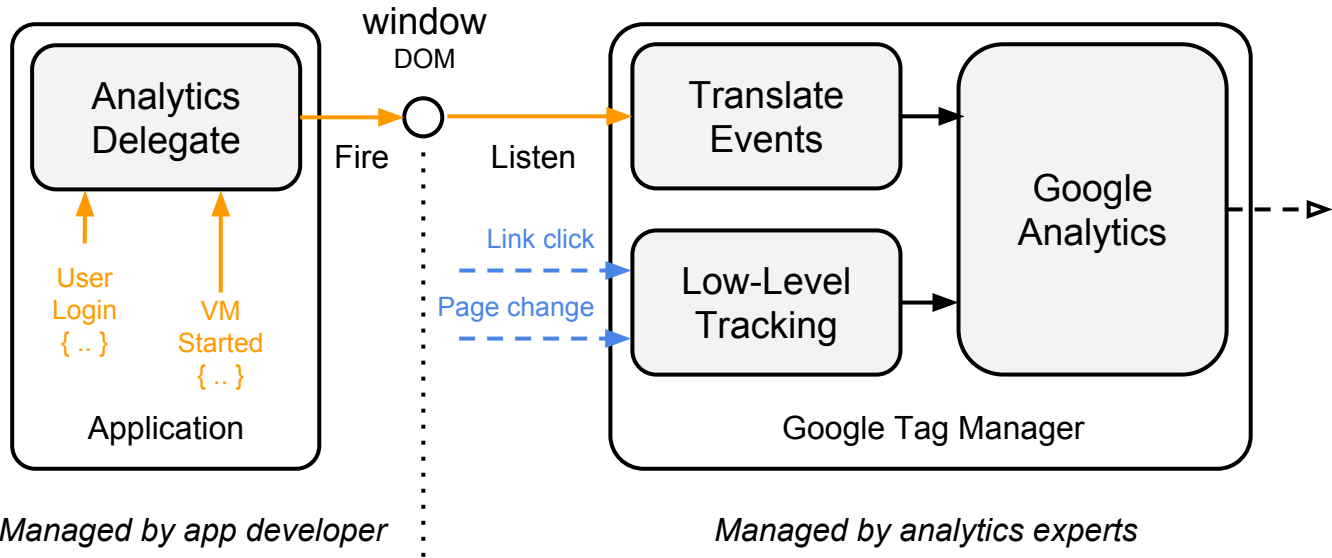 window
DOM
Analytics
Delegate
Fire
Listen
Translate
Events
Google
Analytics
Link click
Page change
Low-Level
Tracking
User
Login
{ .. }
VM
Started
{ .. }
Application
Google Tag Manager
Managed by app developer
Managed by analytics experts